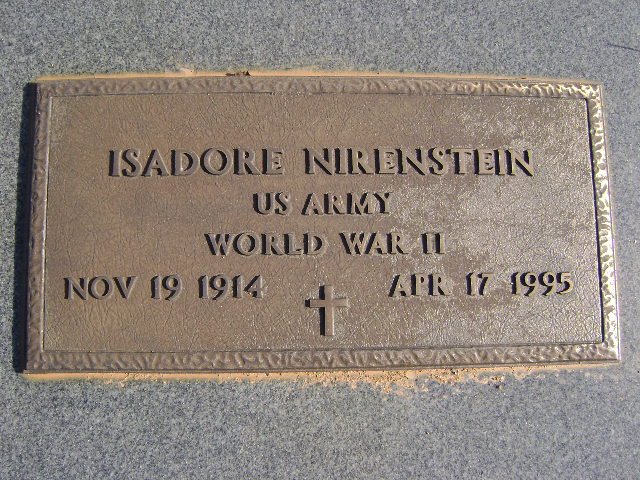 ISADORE NIRENSTEIN
US ARMY
WORLD WAR II
NOV 19 1914 APR 17 1995